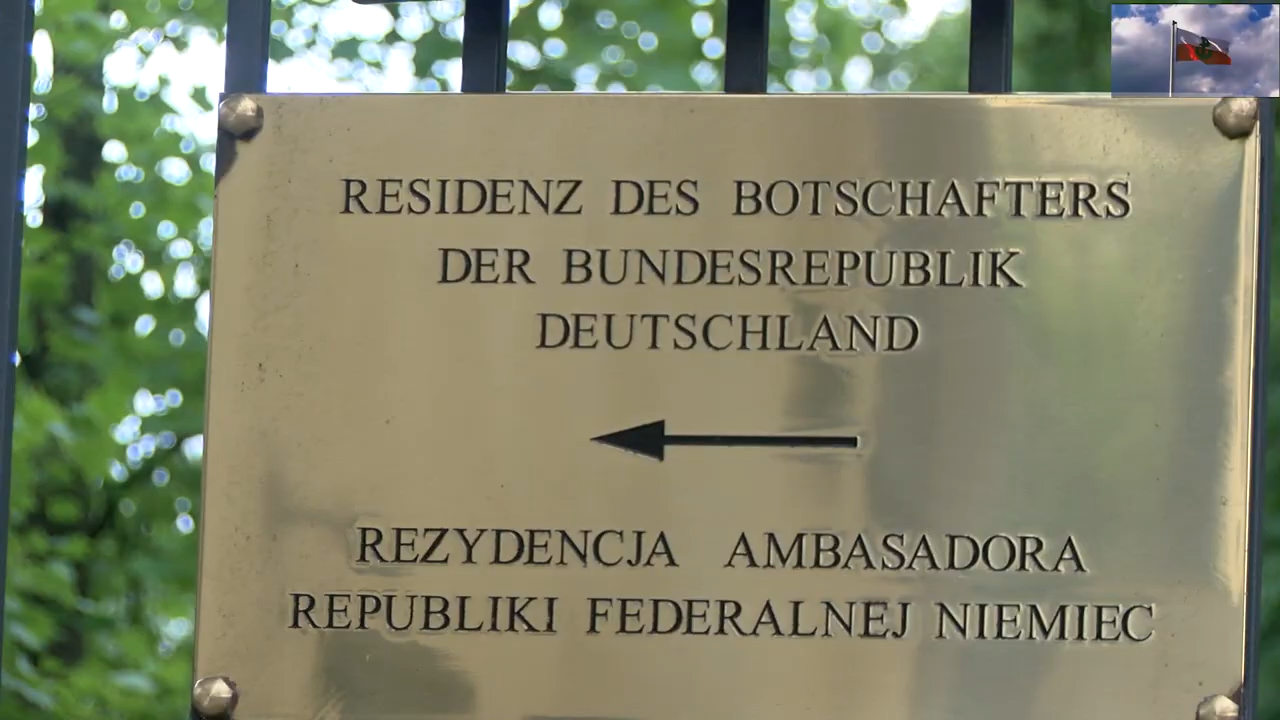 RESIDENZ DES BOTSCHAFTERS
DER BUNDESREPUBLIK
DEUTSCHLAND
REZYDENCJA AMBASADORA
REPUBLIKI FEDERALNEJ NIEMIEC